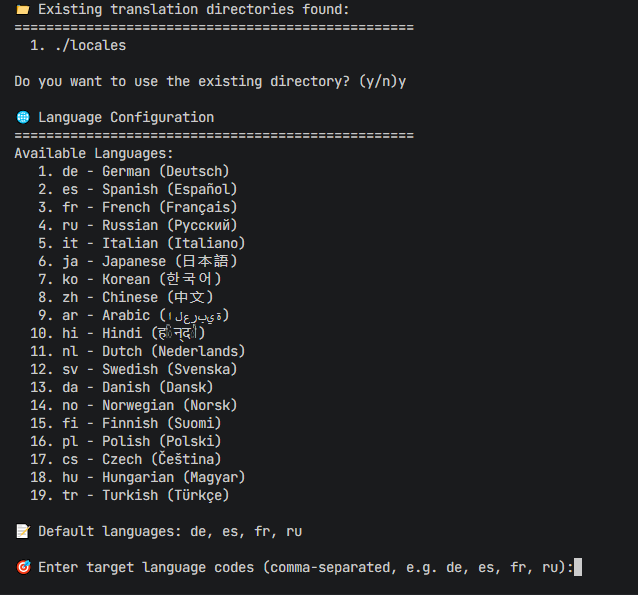 📂 Existing translation directories found:
==================================================
1. ./locales
Do you want to use the existing directory? (y/n)y
🌐 Language Configuration
==================================================
Available Languages:
1. de - German (Deutsch)
2. es - Spanish (Español)
3. fr - French (Français)
4. ru - Russian (Русский)
5. it - Italian (Italiano)
6. ja - Japanese (日本語)
7. ko - Korean (한국어)
8. zh - Chinese (中文)
9. ar - Arabic (العربية)
10. hi - Hindi (हिन्दी)
11. nl - Dutch (Nederlands)
12. sv - Swedish (Svenska)
13. da - Danish (Dansk)
14. no - Norwegian (Norsk)
15. fi - Finnish (Suomi)
16. pl - Polish (Polski)
17. cs - Czech (Čeština)
18. hu - Hungarian (Magyar)
19. tr - Turkish (Türkçe)
📝 Default languages: de, es, fr, ru
🎯 Enter target language codes (comma-separated, e.g. de, es, fr, ru):